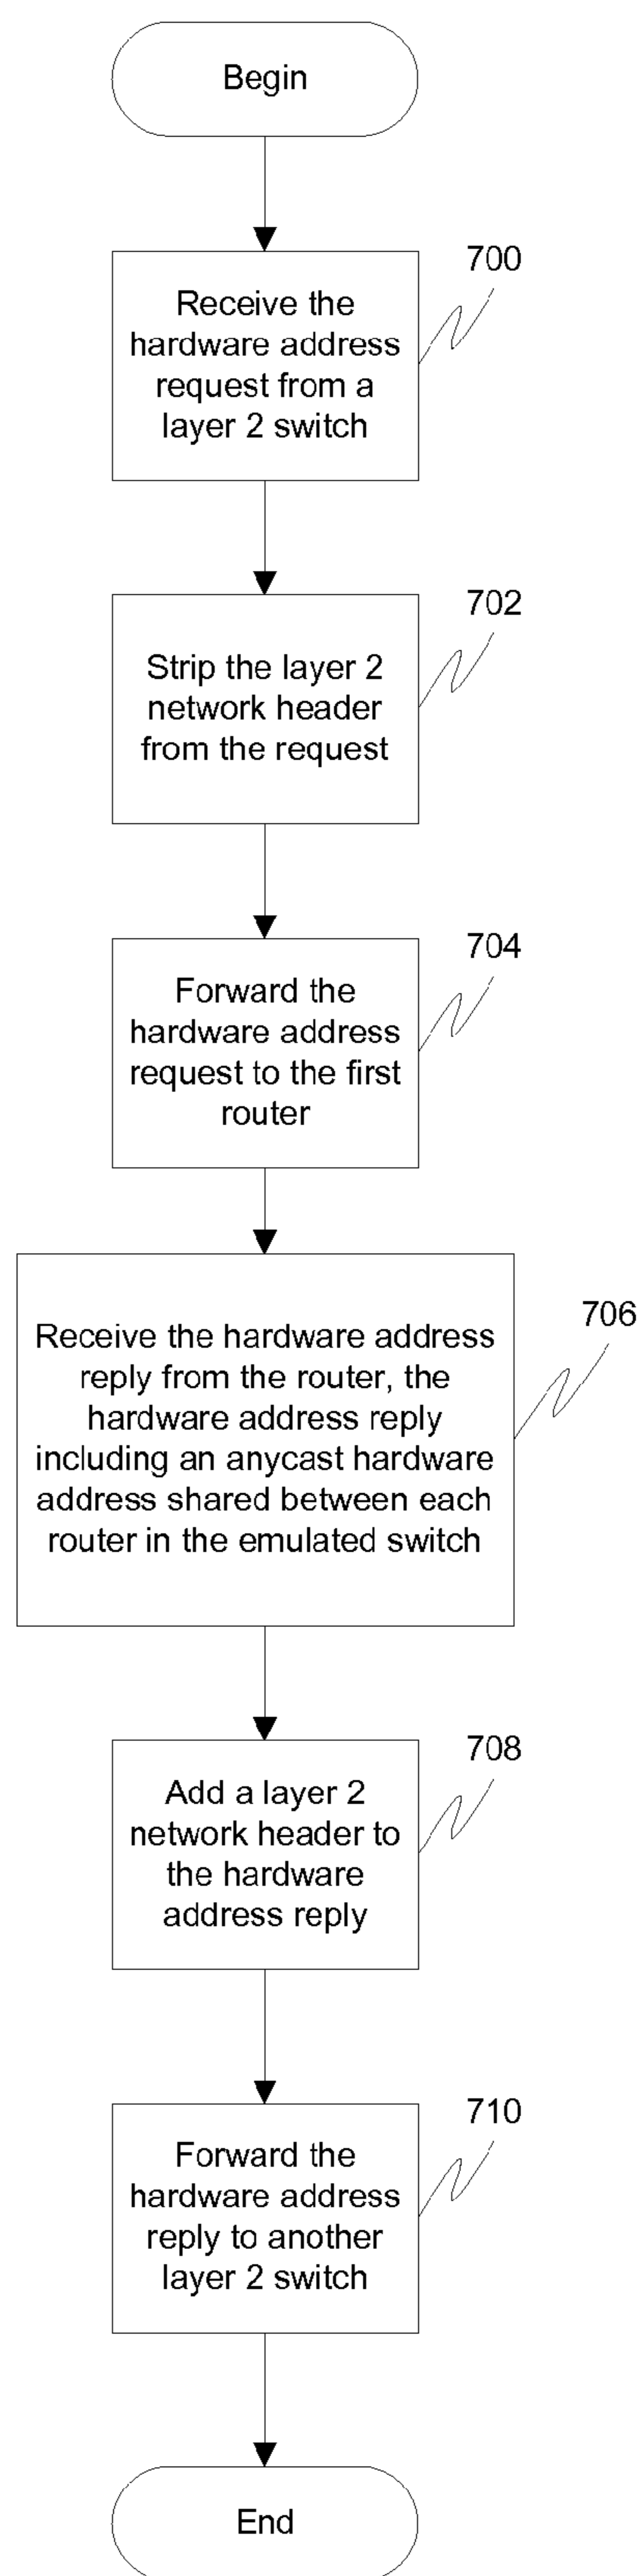 Begin
700
Receive the
hardware address
request from a
layer 2 switch
702
Strip the layer 2
network header
from the request
704
Forward the
hardware address
request to the first
router
706
Receive the hardware address
reply from the router, the
hardware address reply
including an anycast hardware
address shared between each
router in the emulated switch
708
Add a layer 2
network header to
the hardware
address reply
710
Forward the
hardware address
reply to another
layer 2 switch
End